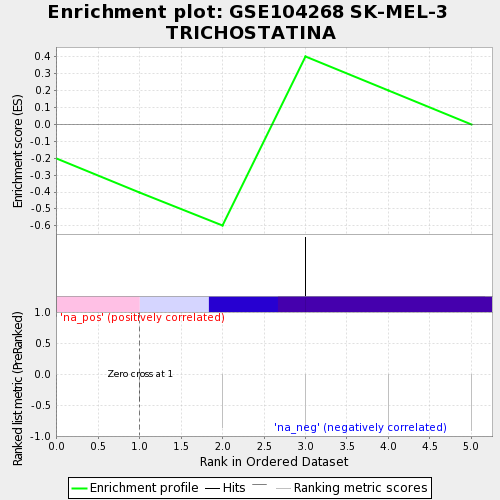 Enrichment plot: GSE104268 SK-MEL-3
TRICHOSTATINA
Enrichment score (ES)
0.4
0.3
0.2
0.1
0.0
-0.1
-0.2
-0.3
-0.4
-0.5
-0.6
Ranked list metric (PreRanked)
1.0
0.5
0.0
-0.5
-1.0
'na_pos' (positively correlated)
Zero cross at 1
'na_neg' (negatively correlated)
0.0 0.5 1.0 1.5 2.0 2.5 3.0 3.5 4.0 4.5 5.0
Rank in Ordered Dataset
Enrichment profile Hits Ranking metric scores